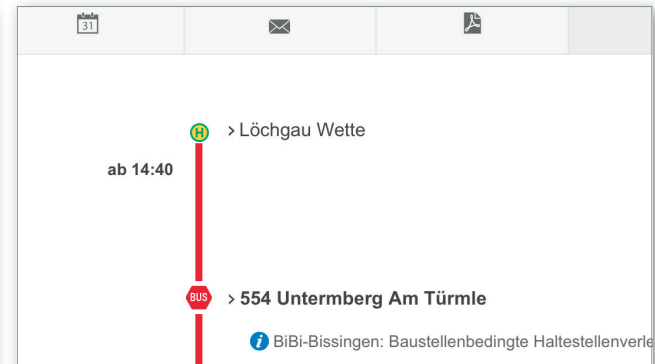 31
H
> Löchgau Wette
ab 14:40
BUS
> 554 Untermberg Am Türmle
i BiBi-Bissingen: Baustellenbedingte Haltestellenverle